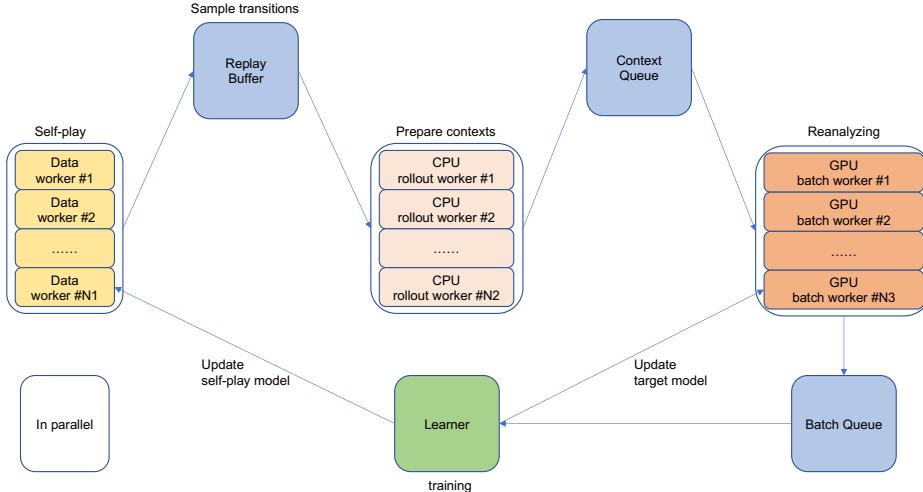 Sample transitions
Replay
Buffer
Context
Queue
Self-play
Data
worker #1
Data
worker #2
......
Data
worker #N1
Prepare contexts
CPU
rollout worker #1
CPU
rollout worker #2
......
CPU
rollout worker #N2
Reanalyzing
GPU
batch worker #1
GPU
batch worker #2
......
GPU
batch worker #N3
Update
self-play model
Update
target model
In parallel
Learner
Batch Queue
training